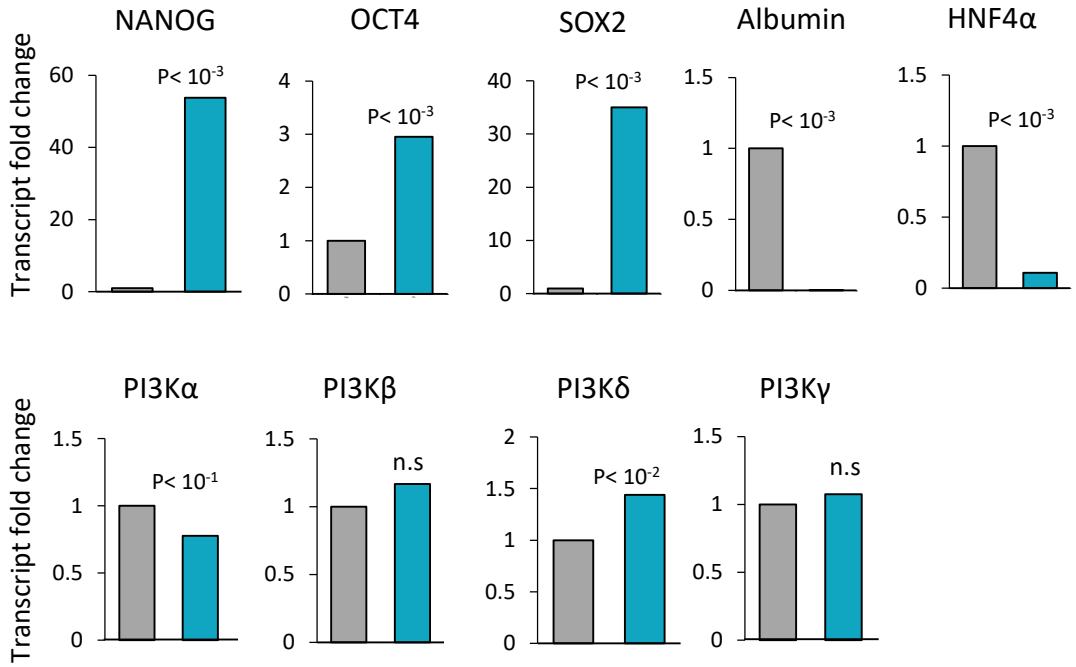 NANOG
OCT4
SOX2
Albumin
HNF4α
Transcript fold change
60
40
20
0
P< 10⁻³
4
3
2
1
0
P< 10⁻³
40
30
20
10
0
P< 10⁻³
1.5
1
0.5
0
P< 10⁻³
1.5
1
0.5
0
P< 10⁻³
PI3Kα
PI3Kβ
PI3Kδ
PI3Kγ
Transcript fold change
1.5
1
0.5
0
P< 10⁻¹
1.5
1
0.5
0
n.s
2
1.5
1
0.5
0
P< 10⁻²
1.5
1
0.5
0
n.s